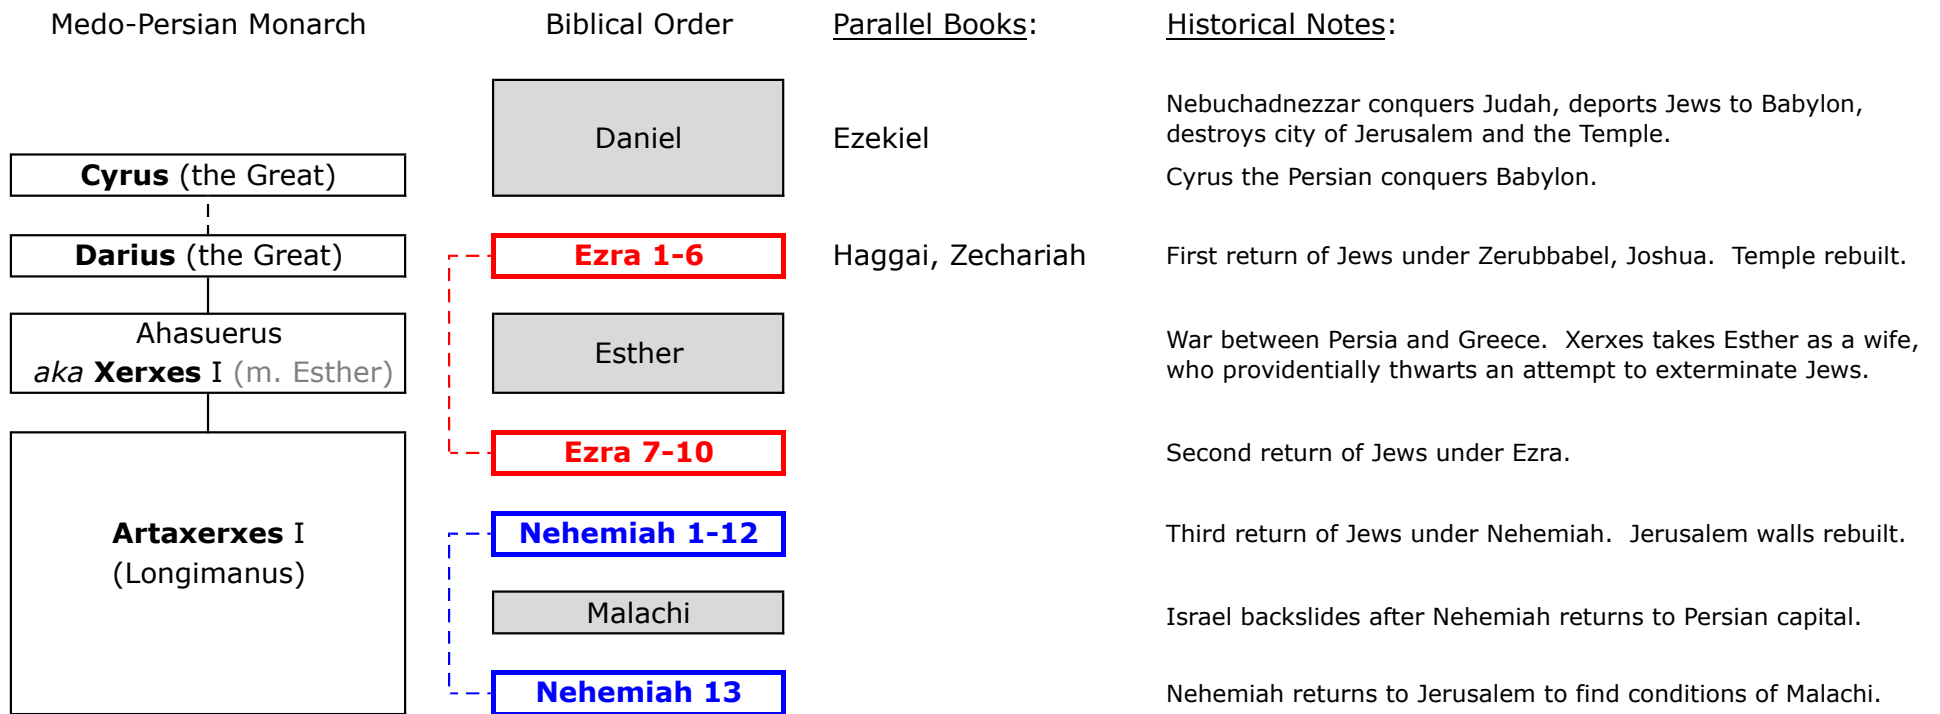 Medo-Persian Monarch
Biblical Order
Parallel Books:
Historical Notes:
Daniel
Ezekiel
Nebuchadnezzar conquers Judah, deports Jews to Babylon,
destroys city of Jerusalem and the Temple.
Cyrus (the Great)
Cyrus the Persian conquers Babylon.
Darius (the Great)
Ezra 1-6
Haggai, Zechariah
First return of Jews under Zerubbabel, Joshua.  Temple rebuilt.
Ahasuerus
aka Xerxes I (m. Esther)
Esther
War between Persia and Greece.  Xerxes takes Esther as a wife,
who providentially thwarts an attempt to exterminate Jews.
Ezra 7-10
Second return of Jews under Ezra.
Artaxerxes I
(Longimanus)
Nehemiah 1-12
Third return of Jews under Nehemiah.  Jerusalem walls rebuilt.
Malachi
Israel backslides after Nehemiah returns to Persian capital.
Nehemiah 13
Nehemiah returns to Jerusalem to find conditions of Malachi.